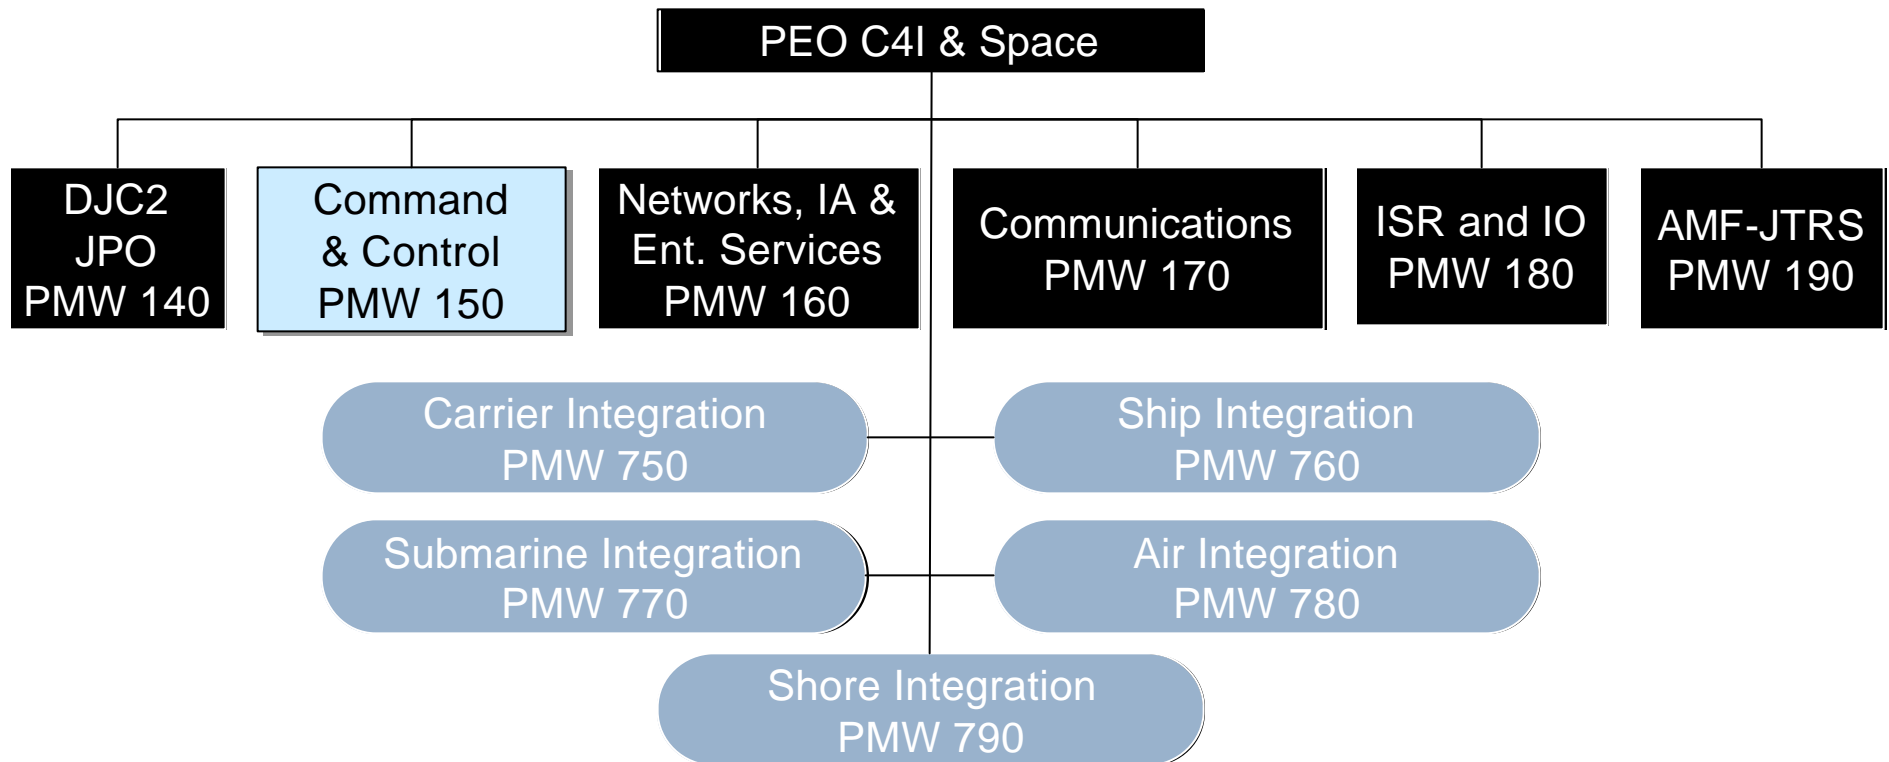 PEO C4I & Space
DJC2
JPO
PMW 140
Command
& Control
PMW 150
Networks, IA &
Ent. Services
PMW 160
Communications
PMW 170
ISR and IO
PMW 180
AMF-JTRS
PMW 190
Carrier Integration
PMW 750
Ship Integration
PMW 760
Submarine Integration
PMW 770
Air Integration
PMW 780
Shore Integration
PMW 790